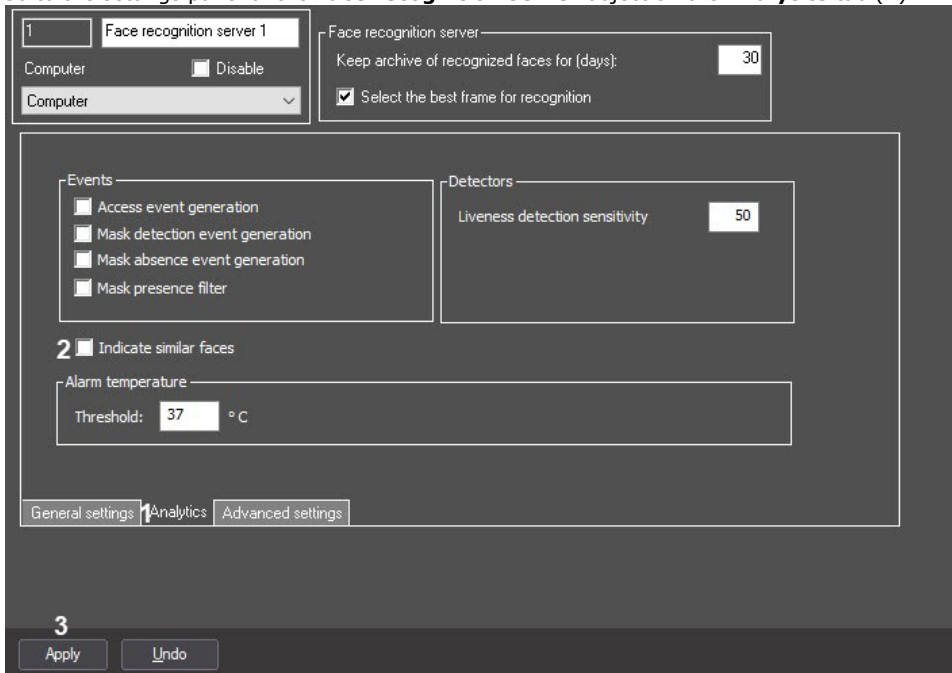 1
Face recognition server 1
Computer
Disable
Computer
Face recognition server
Keep archive of recognized faces for (days):
30
Select the best frame for recognition
Events
Access event generation
Mask detection event generation
Mask absence event generation
Mask presence filter
Detectors
Liveness detection sensitivity
50
2
Indicate similar faces
Alarm temperature
Threshold:
37
° C
General settings
1
Analytics
Advanced settings
3
Apply
Undo